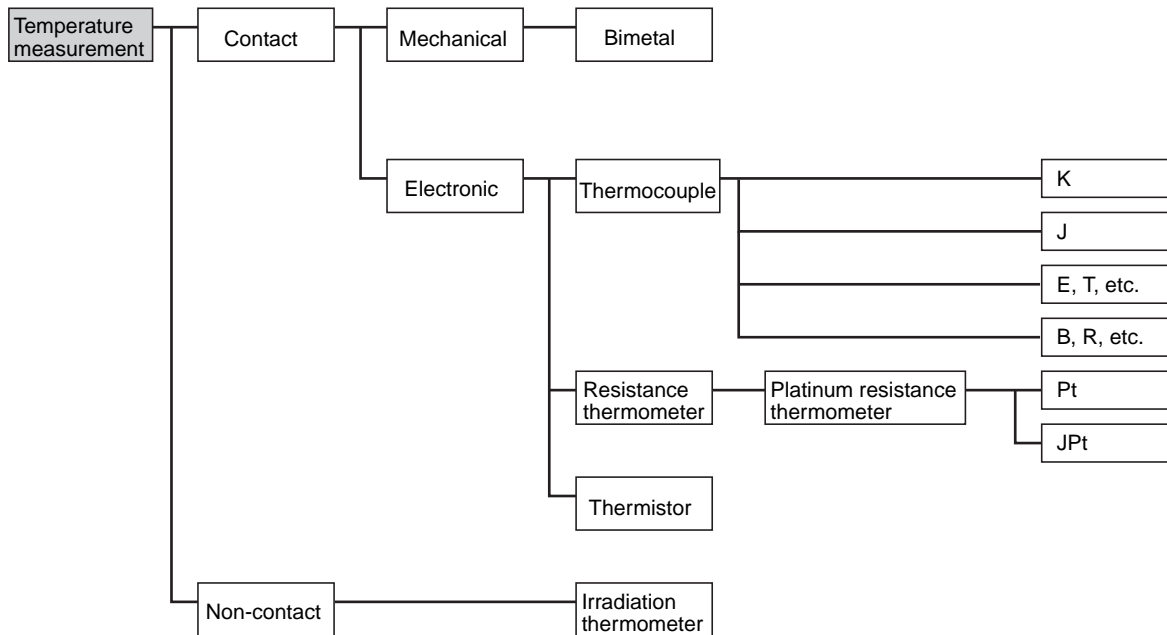 Temperature
measurement
Contact
Mechanical
Bimetal
Electronic
Thermocouple
K
J
E, T, etc.
B, R, etc.
Resistance
thermometer
Platinum resistance
thermometer
Pt
JPt
Thermistor
Non-contact
Irradiation
thermometer